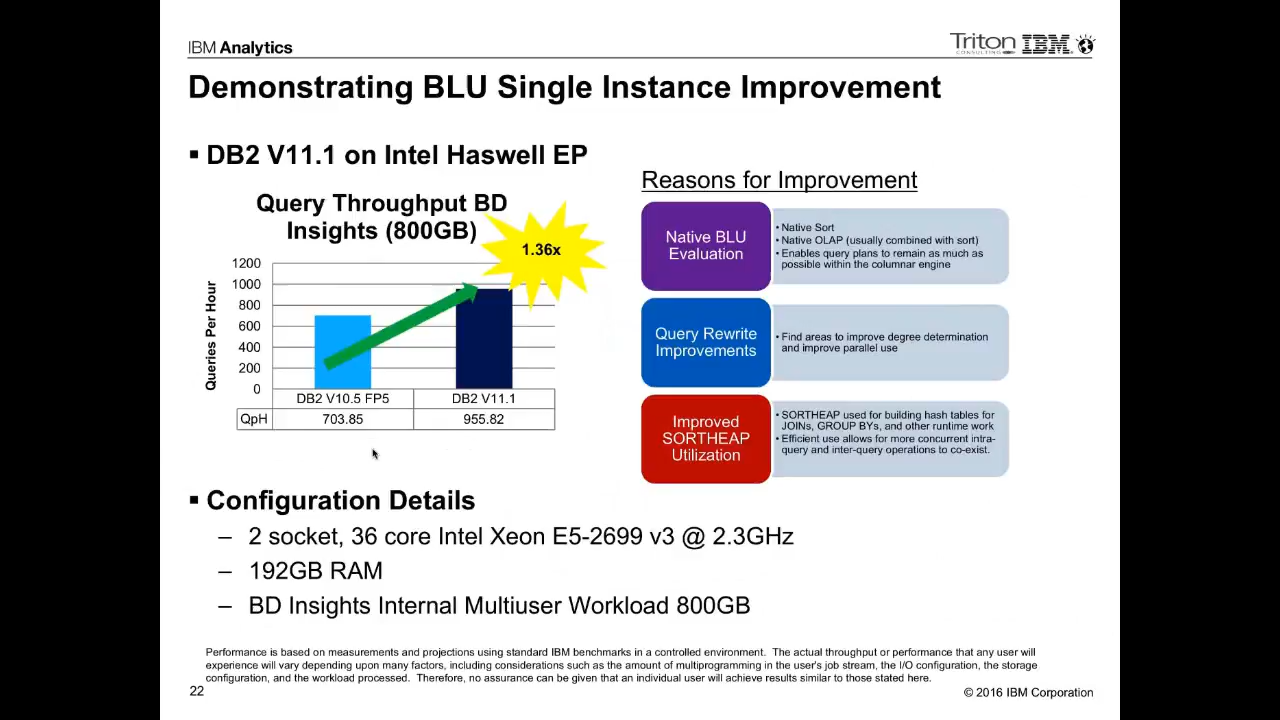 IBM Analytics
Triton CONSULTING IBM
Demonstrating BLU Single Instance Improvement
▪ DB2 V11.1 on Intel Haswell EP
Query Throughput BD
Insights (800GB)
1.36x
1200
1000
800
600
400
200
0
Queries Per Hour
DB2 V10.5 FP5 DB2 V11.1
QpH 703.85 955.82
Reasons for Improvement
Native BLU
Evaluation
• Native Sort
• Native OLAP (usually combined with sort)
• Enables query plans to remain as much as
possible within the columnar engine
Query Rewrite
Improvements
• Find areas to improve degree determination
and improve parallel use
Improved
SORTHEAP
Utilization
• SORTHEAP used for building hash tables for
JOINs, GROUP BYs, and other runtime work
• Efficient use allows for more concurrent intra-
query and inter-query operations to co-exist.
▪ Configuration Details
– 2 socket, 36 core Intel Xeon E5-2699 v3 @ 2.3GHz
– 192GB RAM
– BD Insights Internal Multiuser Workload 800GB
Performance is based on measurements and projections using standard IBM benchmarks in a controlled environment. The actual throughput or performance that any user will
experience will vary depending upon many factors, including considerations such as the amount of multiprogramming in the user's job stream, the I/O configuration, the storage
configuration, and the workload processed. Therefore, no assurance can be given that an individual user will achieve results similar to those stated here.
22
© 2016 IBM Corporation